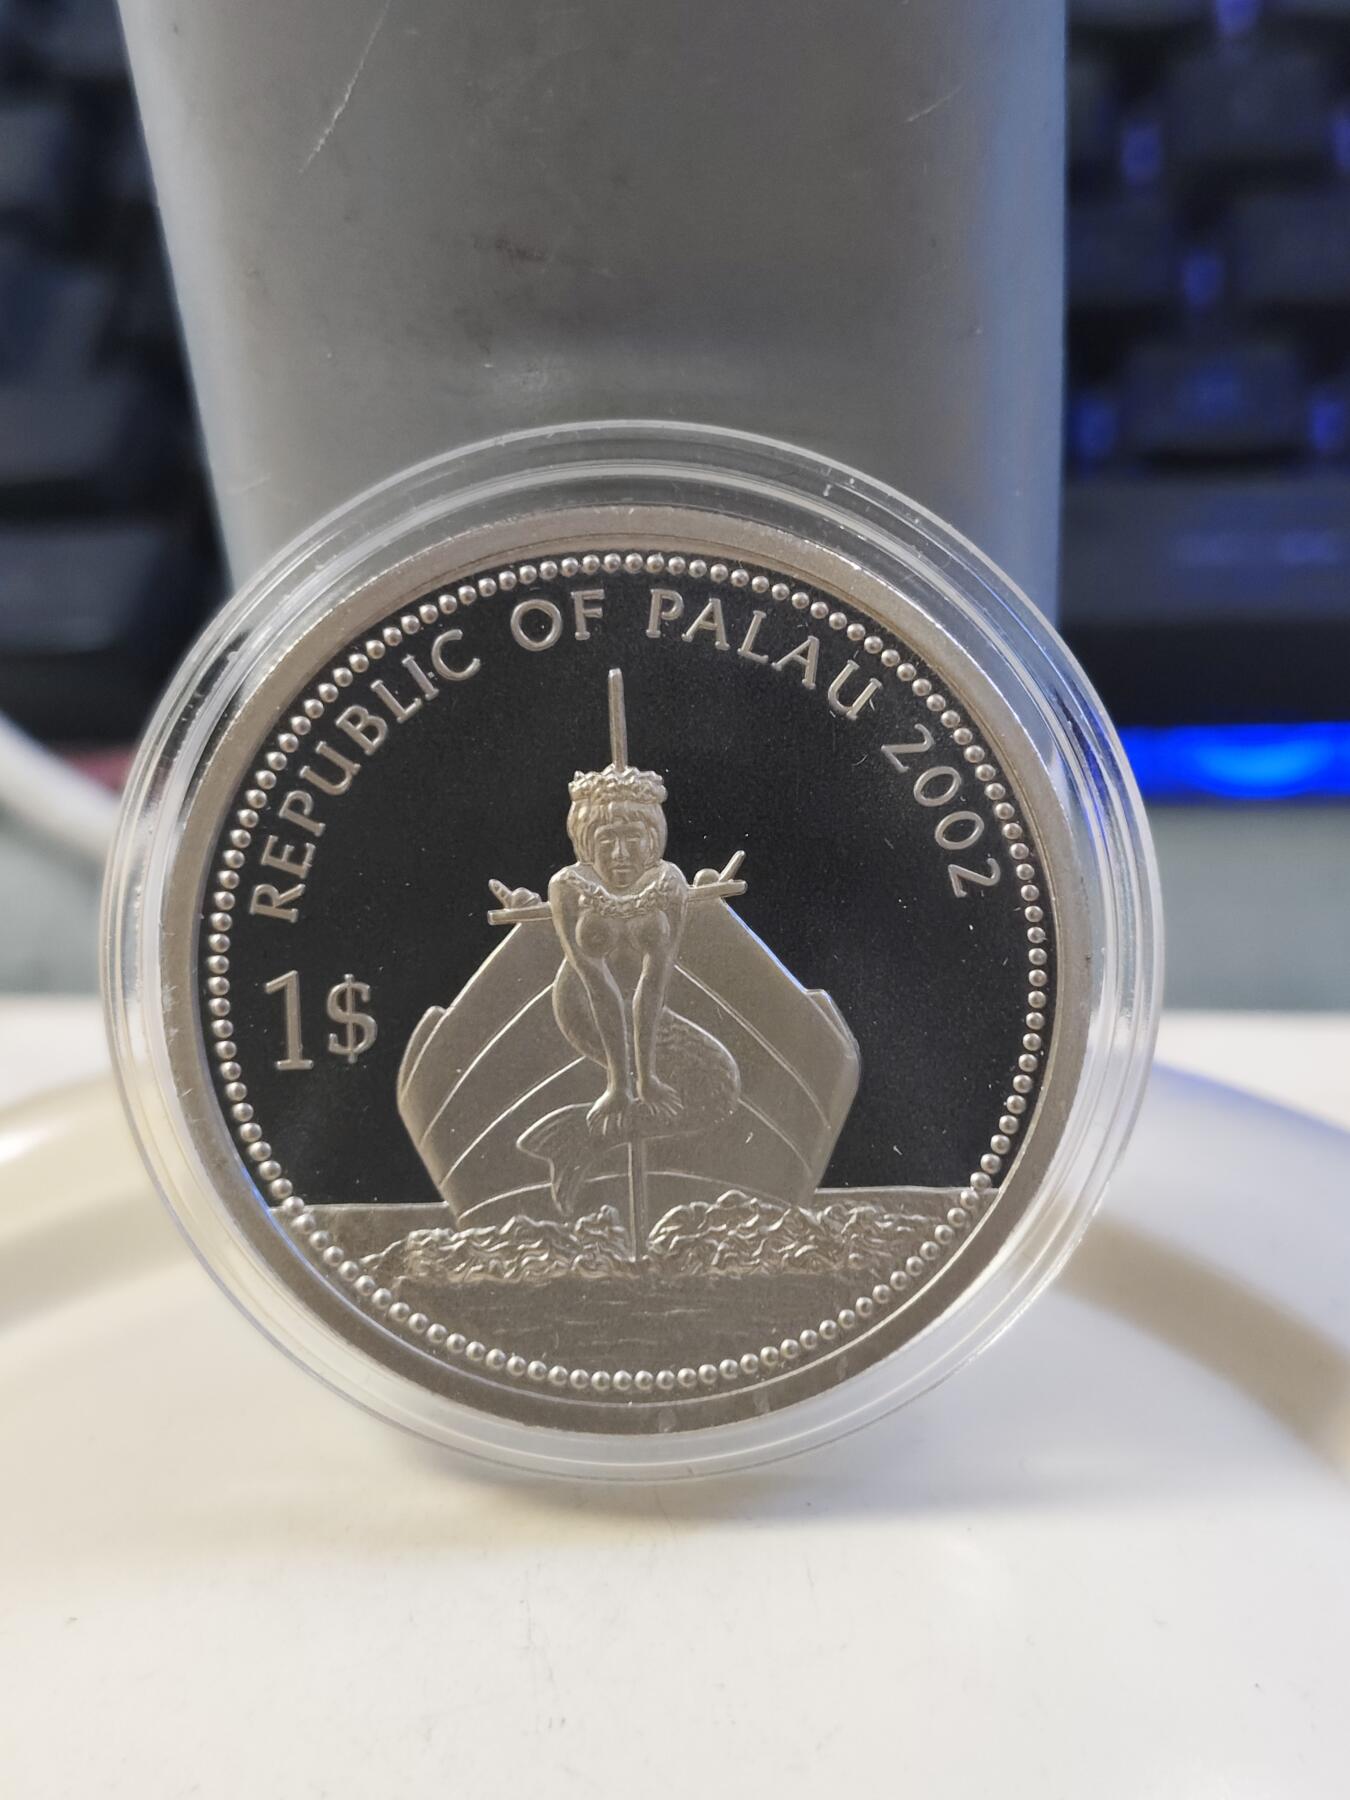 REPUBLIC OF PALAU 2002
1$